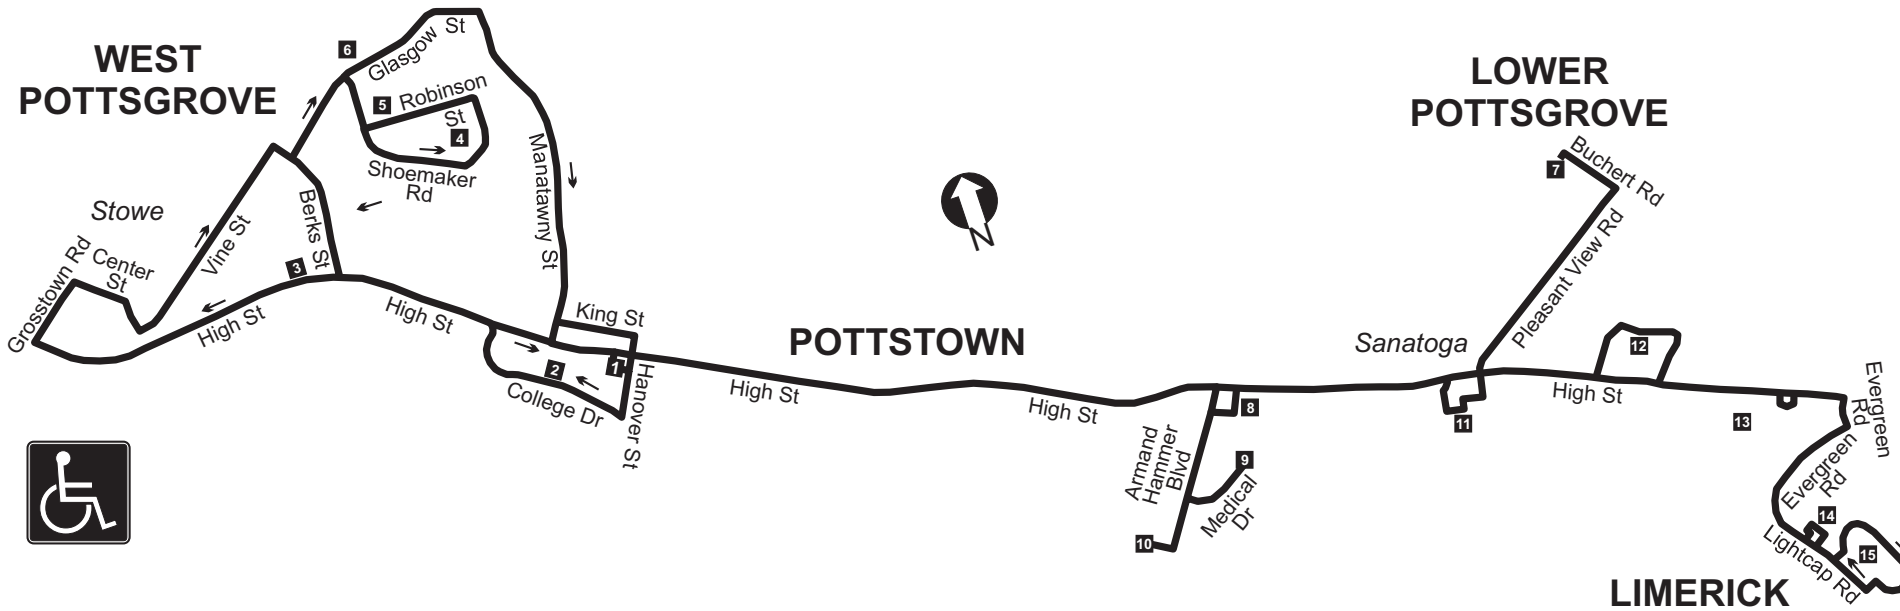 WEST
POTTSGROVE
6
Glasgow St
5
Robinson
St
4
Shoemaker
Rd
Manatawny St
Stowe
Vine St
Berks St
3
Grosstown Rd
Center
St
High St
High St
King St
1
2
College Dr
Hanover St
N
POTTSTOWN
High St
High St
8
Armand
Hammer
Blvd
9
Medical
Dr
10
LOWER
POTTSGROVE
7
Buchert Rd
Pleasant View Rd
Sanatoga
11
12
High St
13
Evergreen
Rd
Evergreen
Rd
14
15
Lightcap Rd
LIMERICK